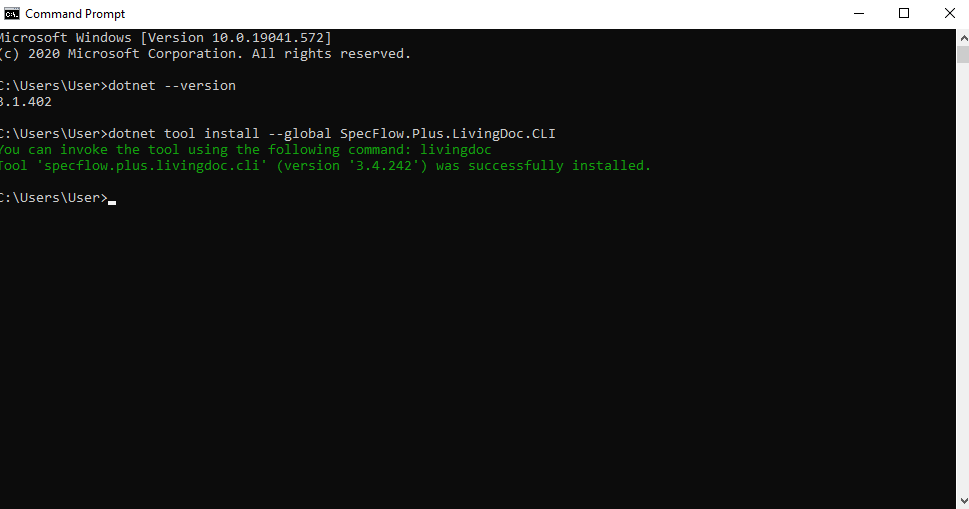 Command Prompt
Microsoft Windows [Version 10.0.19041.572]
(c) 2020 Microsoft Corporation. All rights reserved.
C:\Users\User>dotnet --version
3.1.402
C:\Users\User>dotnet tool install --global SpecFlow.Plus.LivingDoc.CLI
You can invoke the tool using the following command: livingdoc
Tool 'specflow.plus.livingdoc.cli' (version '3.4.242') was successfully installed.
C:\Users\User>